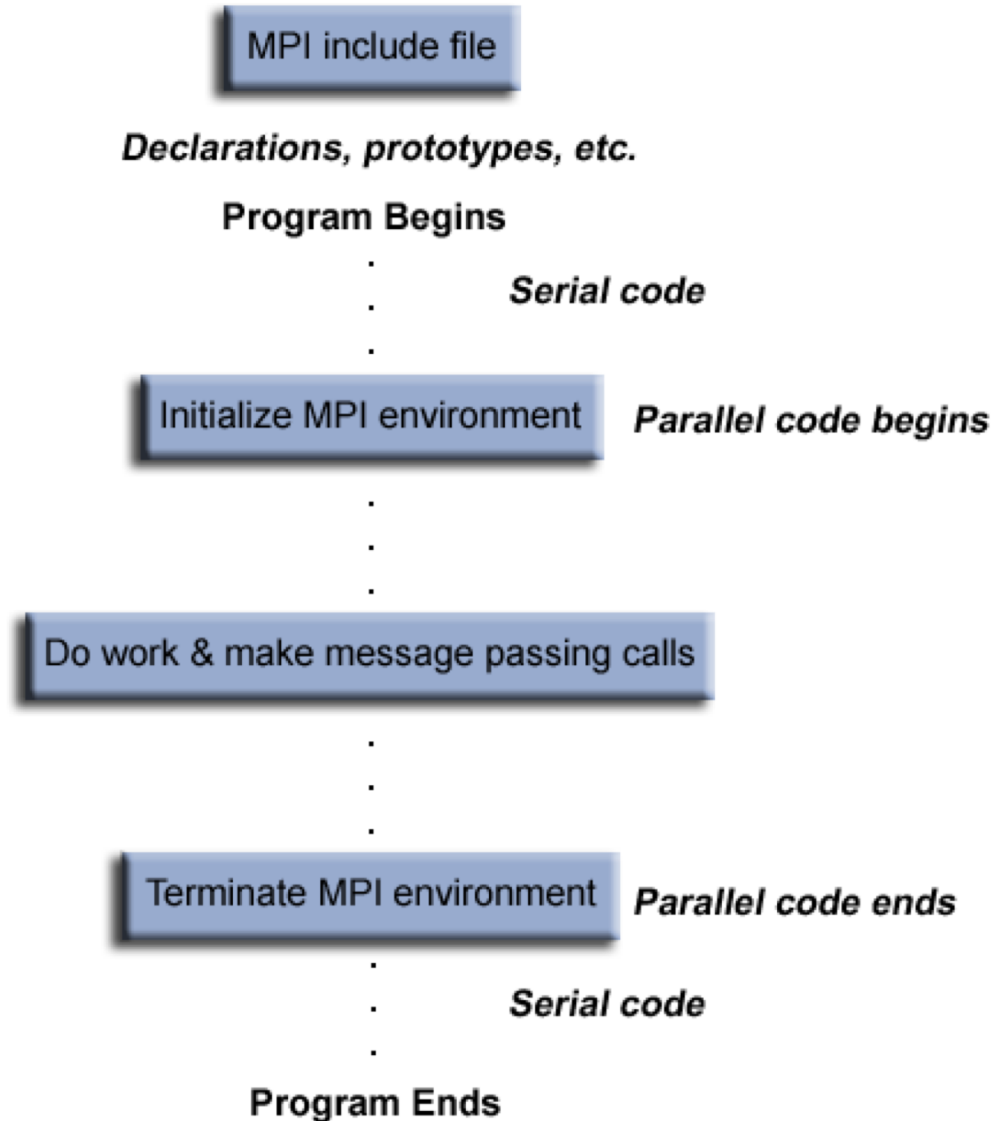 MPI include file
Declarations, prototypes, etc.
Program Begins
.
Serial code
.
.
Initialize MPI environment
Parallel code begins
.
.
.
Do work & make message passing calls
.
.
.
Terminate MPI environment
Parallel code ends
.
.
Serial code
.
Program Ends